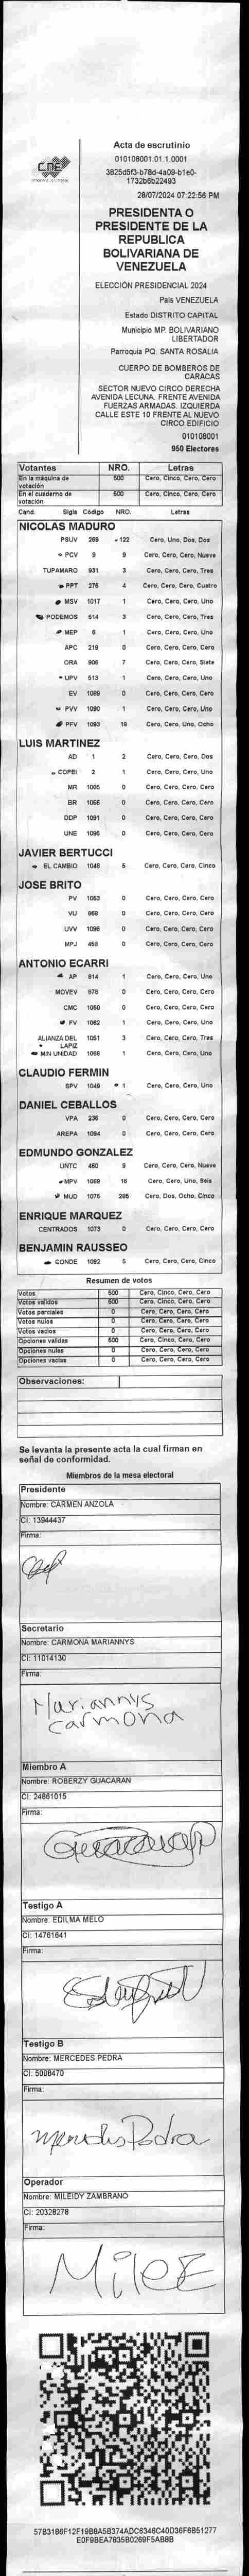 CNE
Acta de escrutinio
010108001.01.1.0001
3825d5f3-b78d-4a09-b1e0-
1732b6b22493
28/07/2024 07:22:56 PM
PRESIDENTA O
PRESIDENTE DE LA
REPUBLICA
BOLIVARIANA DE
VENEZUELA
ELECCIÓN PRESIDENCIAL 2024
País VENEZUELA
Estado DISTRITO CAPITAL
Municipio MP. BOLIVARIANO
LIBERTADOR
Parroquia PQ. SANTA ROSALIA
CUERPO DE BOMBEROS DE
CARACAS
SECTOR NUEVO CIRCO DERECHA
AVENIDA LECUNA. FRENTE AVENIDA
FUERZAS ARMADAS. IZQUIERDA
CALLE ESTE 10 FRENTE AL NUEVO
CIRCO EDIFICIO
010108001
950 Electores
Votantes NRO. Letras
En la máquina de votación 500 Cero, Cinco, Cero, Cero
En el cuaderno de votación 500 Cero, Cinco, Cero, Cero
Cand. Sigla Código NRO. Letras
NICOLAS MADURO
PSUV 269 122 Cero, Uno, Dos, Dos
PCV 9 9 Cero, Cero, Cero, Nueve
TUPAMARO 931 3 Cero, Cero, Cero, Tres
PPT 276 4 Cero, Cero, Cero, Cuatro
MSV 1017 1 Cero, Cero, Cero, Uno
PODEMOS 514 3 Cero, Cero, Cero, Tres
MEP 6 1 Cero, Cero, Cero, Uno
APC 219 0 Cero, Cero, Cero, Cero
ORA 906 7 Cero, Cero, Cero, Siete
UPV 513 1 Cero, Cero, Cero, Uno
EV 1089 0 Cero, Cero, Cero, Cero
PVV 1090 1 Cero, Cero, Cero, Uno
PFV 1093 18 Cero, Cero, Uno, Ocho
LUIS MARTINEZ
AD 1 2 Cero, Cero, Cero, Dos
COPEI 2 1 Cero, Cero, Cero, Uno
MR 1065 0 Cero, Cero, Cero, Cero
BR 1066 0 Cero, Cero, Cero, Cero
DDP 1091 0 Cero, Cero, Cero, Cero
UNE 1095 0 Cero, Cero, Cero, Cero
JAVIER BERTUCCI
EL CAMBIO 1048 5 Cero, Cero, Cero, Cinco
JOSE BRITO
PV 1053 0 Cero, Cero, Cero, Cero
VU 969 0 Cero, Cero, Cero, Cero
UVV 1096 0 Cero, Cero, Cero, Cero
MPJ 458 0 Cero, Cero, Cero, Cero
ANTONIO ECARRI
AP 814 1 Cero, Cero, Cero, Uno
MOVEV 978 0 Cero, Cero, Cero, Cero
CMC 1050 0 Cero, Cero, Cero, Cero
FV 1062 1 Cero, Cero, Cero, Uno
ALIANZA DEL LAPIZ 1051 3 Cero, Cero, Cero, Tres
MIN UNIDAD 1068 1 Cero, Cero, Cero, Uno
CLAUDIO FERMIN
SPV 1049 1 Cero, Cero, Cero, Uno
DANIEL CEBALLOS
VPA 236 0 Cero, Cero, Cero, Cero
AREPA 1094 0 Cero, Cero, Cero, Cero
EDMUNDO GONZALEZ
UNTC 460 9 Cero, Cero, Cero, Nueve
MPV 1069 16 Cero, Cero, Uno, Seis
MUD 1075 285 Cero, Dos, Ocho, Cinco
ENRIQUE MARQUEZ
CENTRADOS 1073 0 Cero, Cero, Cero, Cero
BENJAMIN RAUSSEO
CONDE 1092 5 Cero, Cero, Cero, Cinco
Resumen de votos
Votos 500 Cero, Cinco, Cero, Cero
Votos validos 500 Cero, Cinco, Cero, Cero
Votos parciales 0 Cero, Cero, Cero, Cero
Votos nulos 0 Cero, Cero, Cero, Cero
Votos vacios 0 Cero, Cero, Cero, Cero
Opciones validas 500 Cero, Cinco, Cero, Cero
Opciones nulas 0 Cero, Cero, Cero, Cero
Opciones vacias 0 Cero, Cero, Cero, Cero
Observaciones:
Se levanta la presente acta la cual firman en
señal de conformidad.
Miembros de la mesa electoral
Presidente
Nombre: CARMEN ANZOLA
CI: 13944437
Firma:
Secretario
Nombre: CARMONA MARIANNYS
CI: 11014130
Firma:
Mariannys
Carmona
Miembro A
Nombre: ROBERZY GUACARAN
CI: 24861015
Firma:
Guacaran
Testigo A
Nombre: EDILMA MELO
CI: 14761641
Firma:
Testigo B
Nombre: MERCEDES PEDRA
CI: 5008470
Firma:
Mercedes Pedra
Operador
Nombre: MILEIDY ZAMBRANO
CI: 20328278
Firma:
MileZ
57B3186F12F19B8A5B374ADC6346C40D36F6B51277
E0F9BEA7835B0269F5AB8B